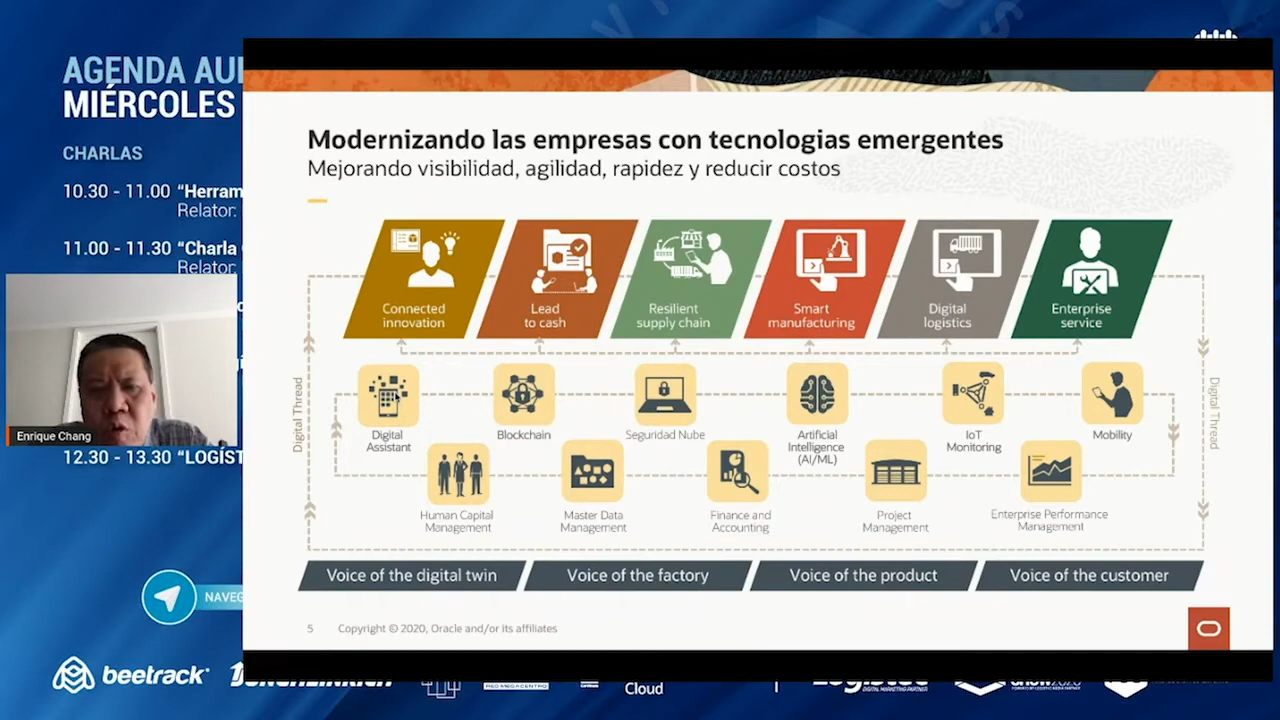 AGENDA AU
MIÉRCOLES
CHARLAS
10.30 - 11.00 “Herram
Relator:
11.00 - 11.30 “Charla
Relator:
Enrique Chang
12.30 - 13.30 “LOGÍST
NAVEG
Modernizando las empresas con tecnologias emergentes
Mejorando visibilidad, agilidad, rapidez y reducir costos
Connected
innovation
Lead
to cash
Resilient
supply chain
Smart
manufacturing
Digital
logistics
Enterprise
service
Digital Thread
Digital Thread
Digital
Assistant
Blockchain
Seguridad Nube
Artificial
Intelligence
(AI/ML)
IoT
Monitoring
Mobility
Human Capital
Management
Master Data
Management
Finance and
Accounting
Project
Management
Enterprise Performance
Management
Voice of the digital twin
Voice of the factory
Voice of the product
Voice of the customer
5
Copyright © 2020, Oracle and/or its affiliates
beetrack
Cloud